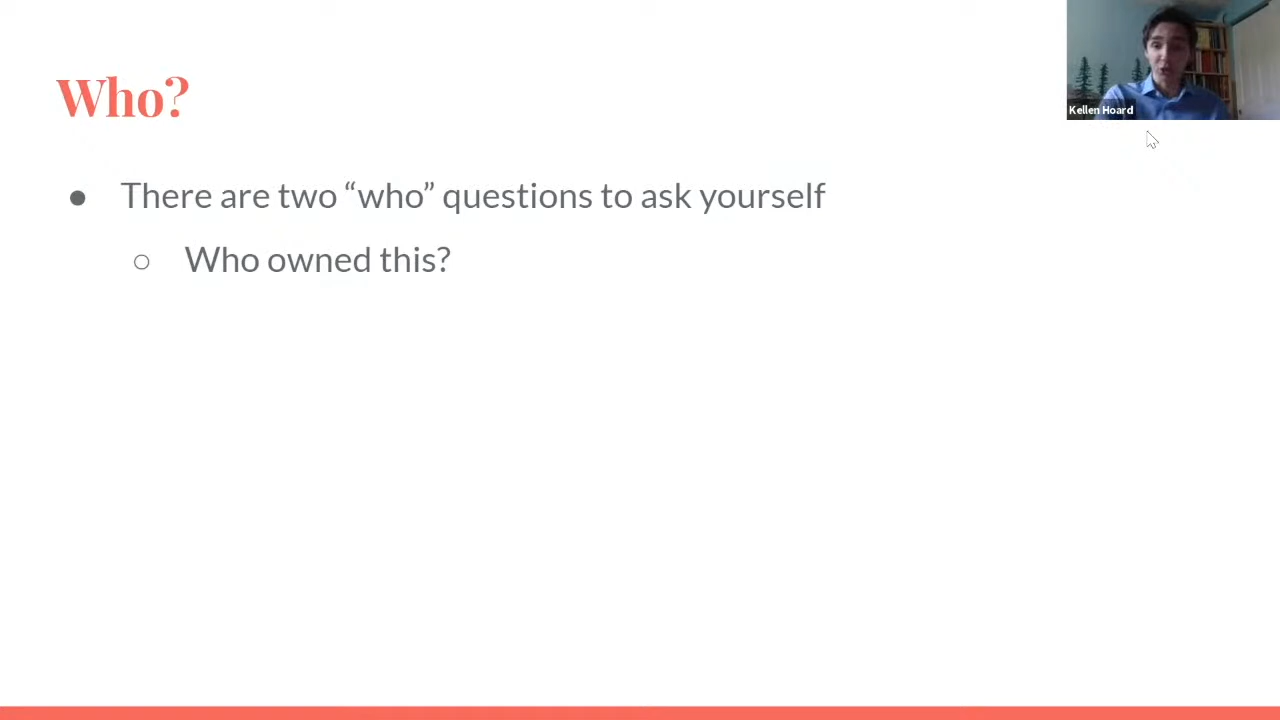 Who?
Kellen Hoard
● There are two “who” questions to ask yourself
○ Who owned this?